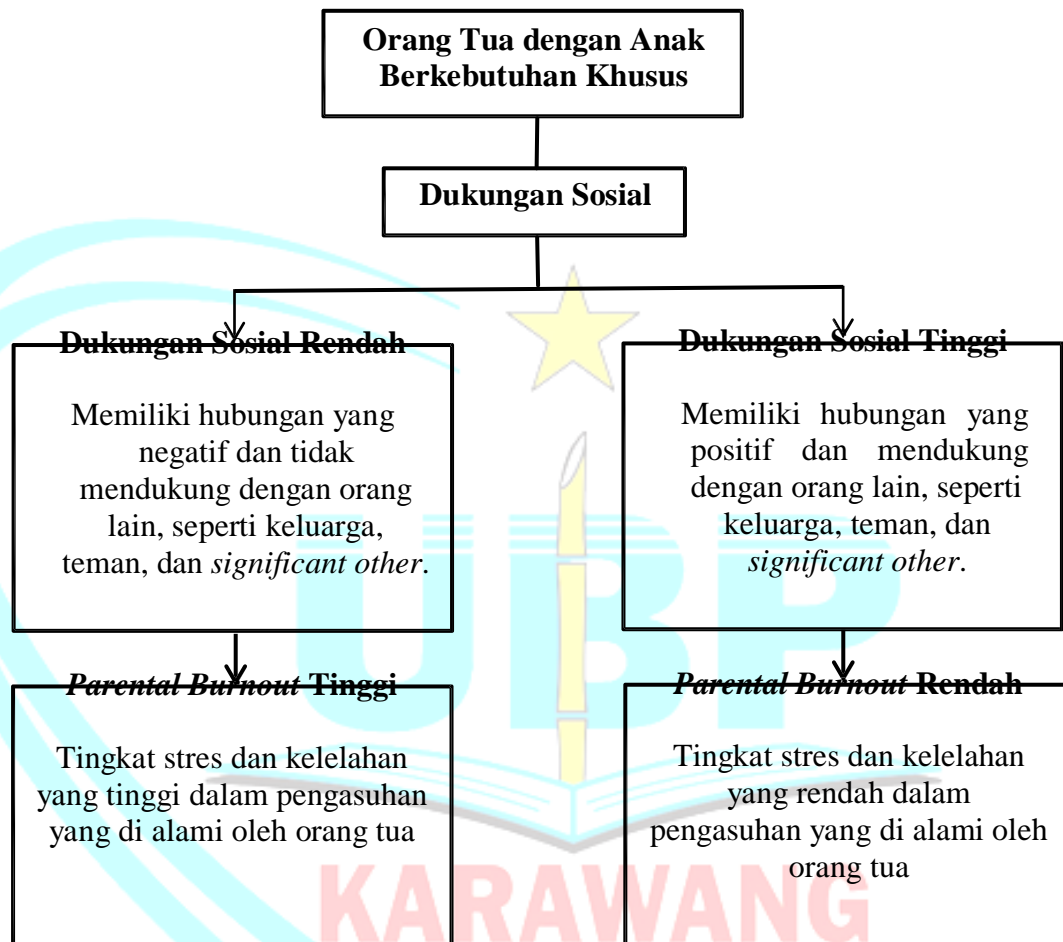 Orang Tua dengan Anak
Berkebutuhan Khusus
Dukungan Sosial
Dukungan Sosial Rendah
Memiliki hubungan yang
negatif dan tidak
mendukung dengan orang
lain, seperti keluarga,
teman, dan significant other.
Dukungan Sosial Tinggi
Memiliki hubungan yang
positif dan mendukung
dengan orang lain, seperti
keluarga, teman, dan
significant other.
Parental Burnout Tinggi
Tingkat stres dan kelelahan
yang tinggi dalam pengasuhan
yang di alami oleh orang tua
Parental Burnout Rendah
Tingkat stres dan kelelahan
yang rendah dalam
pengasuhan yang di alami oleh
orang tua
UBP
KARAWANG